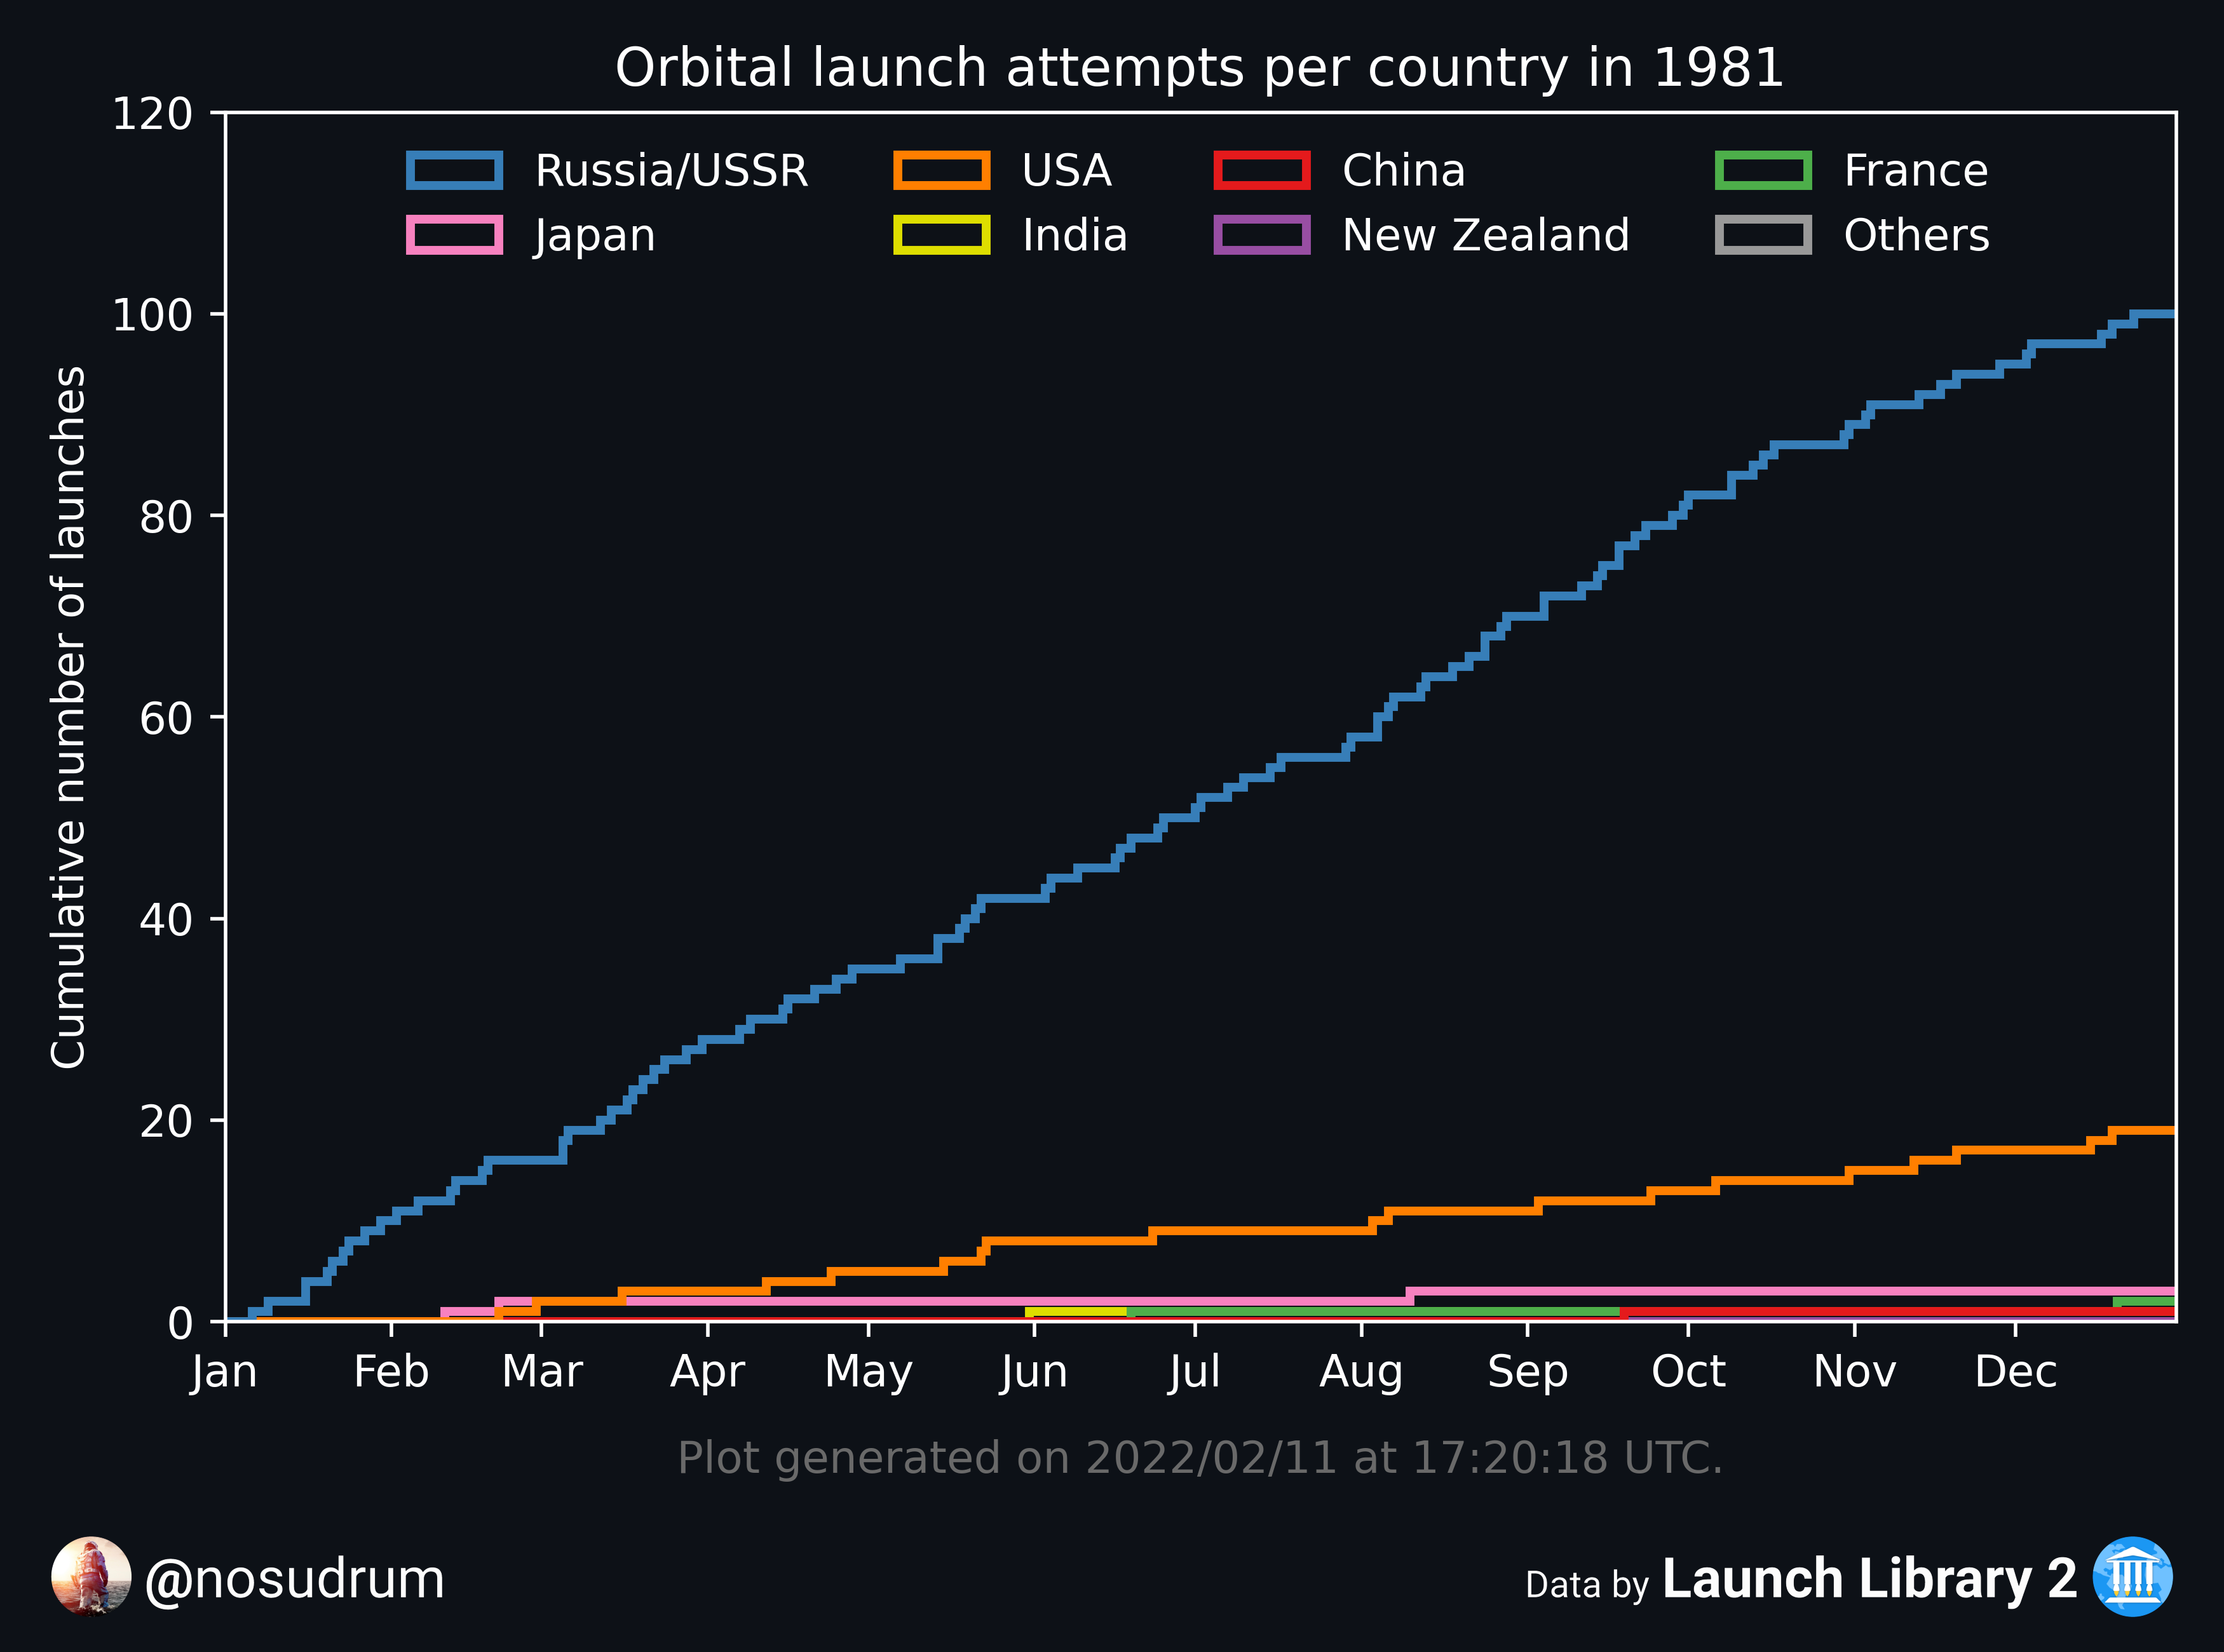 Orbital launch attempts per country in 1981
120
100
80
60
40
20
0
Cumulative number of launches
Russia/USSR USA China France
Japan India New Zealand Others
Jan Feb Mar Apr May Jun Jul Aug Sep Oct Nov Dec
Plot generated on 2022/02/11 at 17:20:18 UTC.
@nosudrum
Data by Launch Library 2